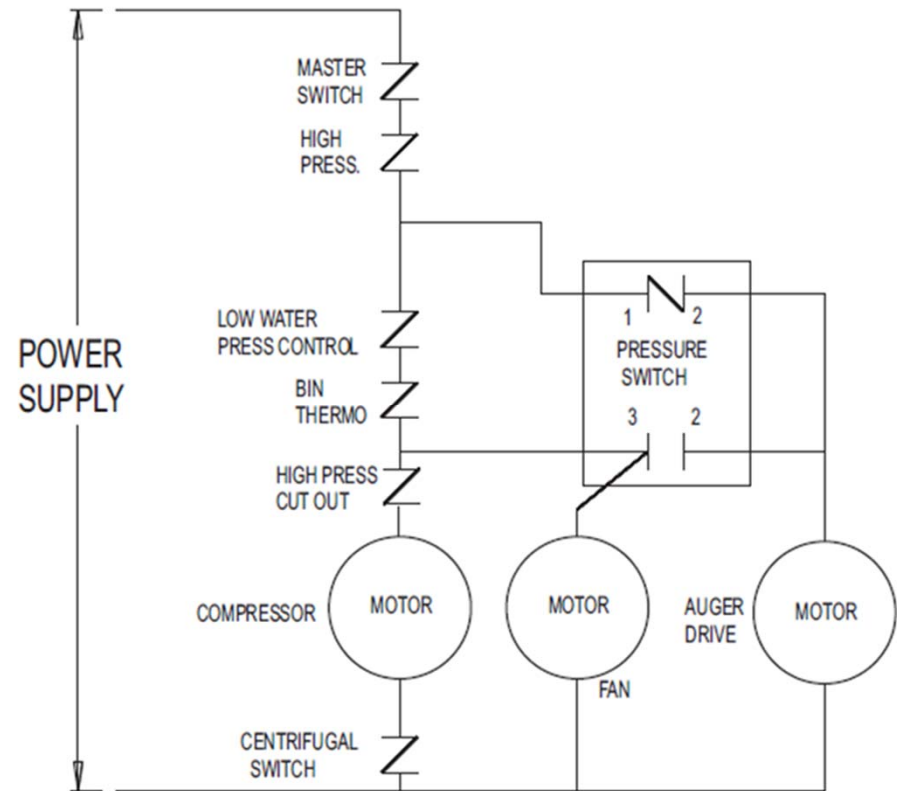 MASTER
SWITCH
HIGH
PRESS.
LOW WATER
PRESS CONTROL
1
2
PRESSURE
SWITCH
POWER
SUPPLY
BIN
THERMO
3
2
HIGH PRESS
CUT OUT
COMPRESSOR
MOTOR
MOTOR
AUGER
DRIVE
MOTOR
FAN
CENTRIFUGAL
SWITCH